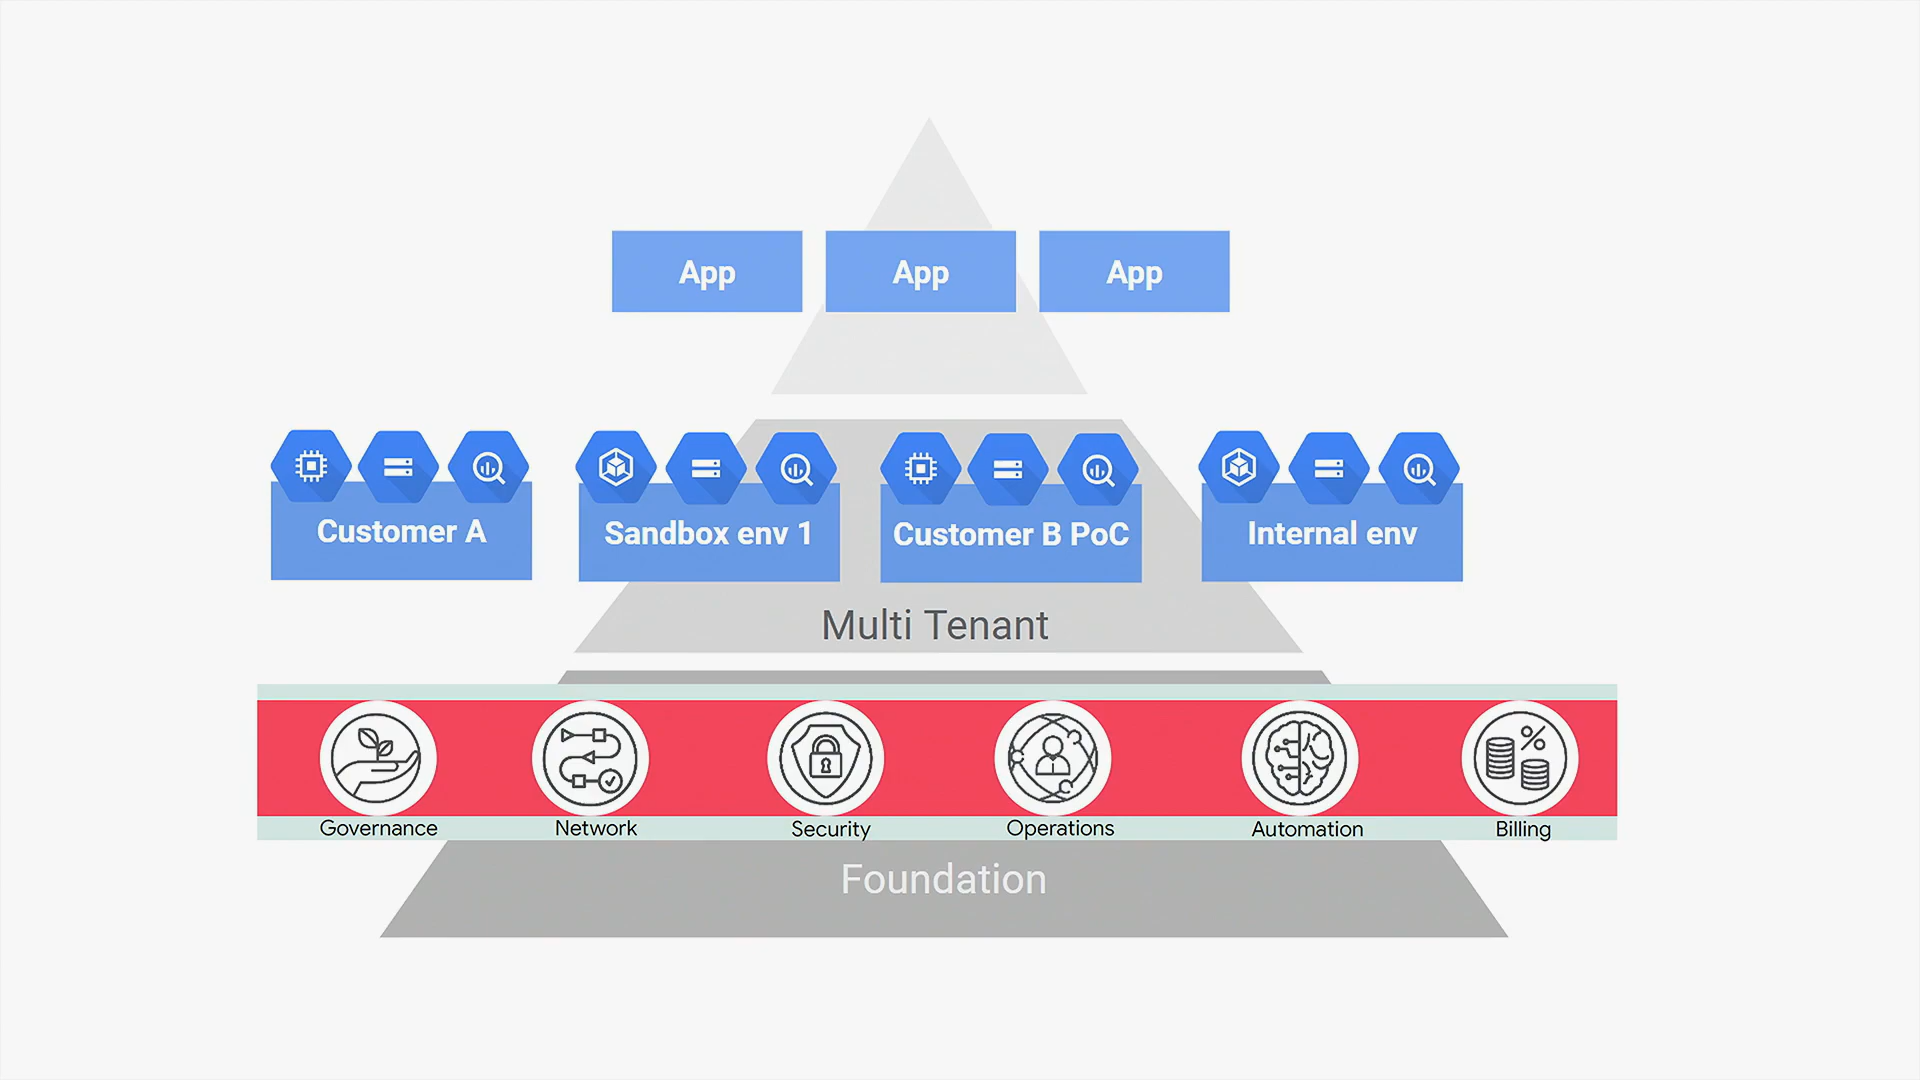 App
App
App
Customer A
Sandbox env 1
Customer B PoC
Internal env
Multi Tenant
Governance
Network
Security
Operations
Automation
Billing
Foundation